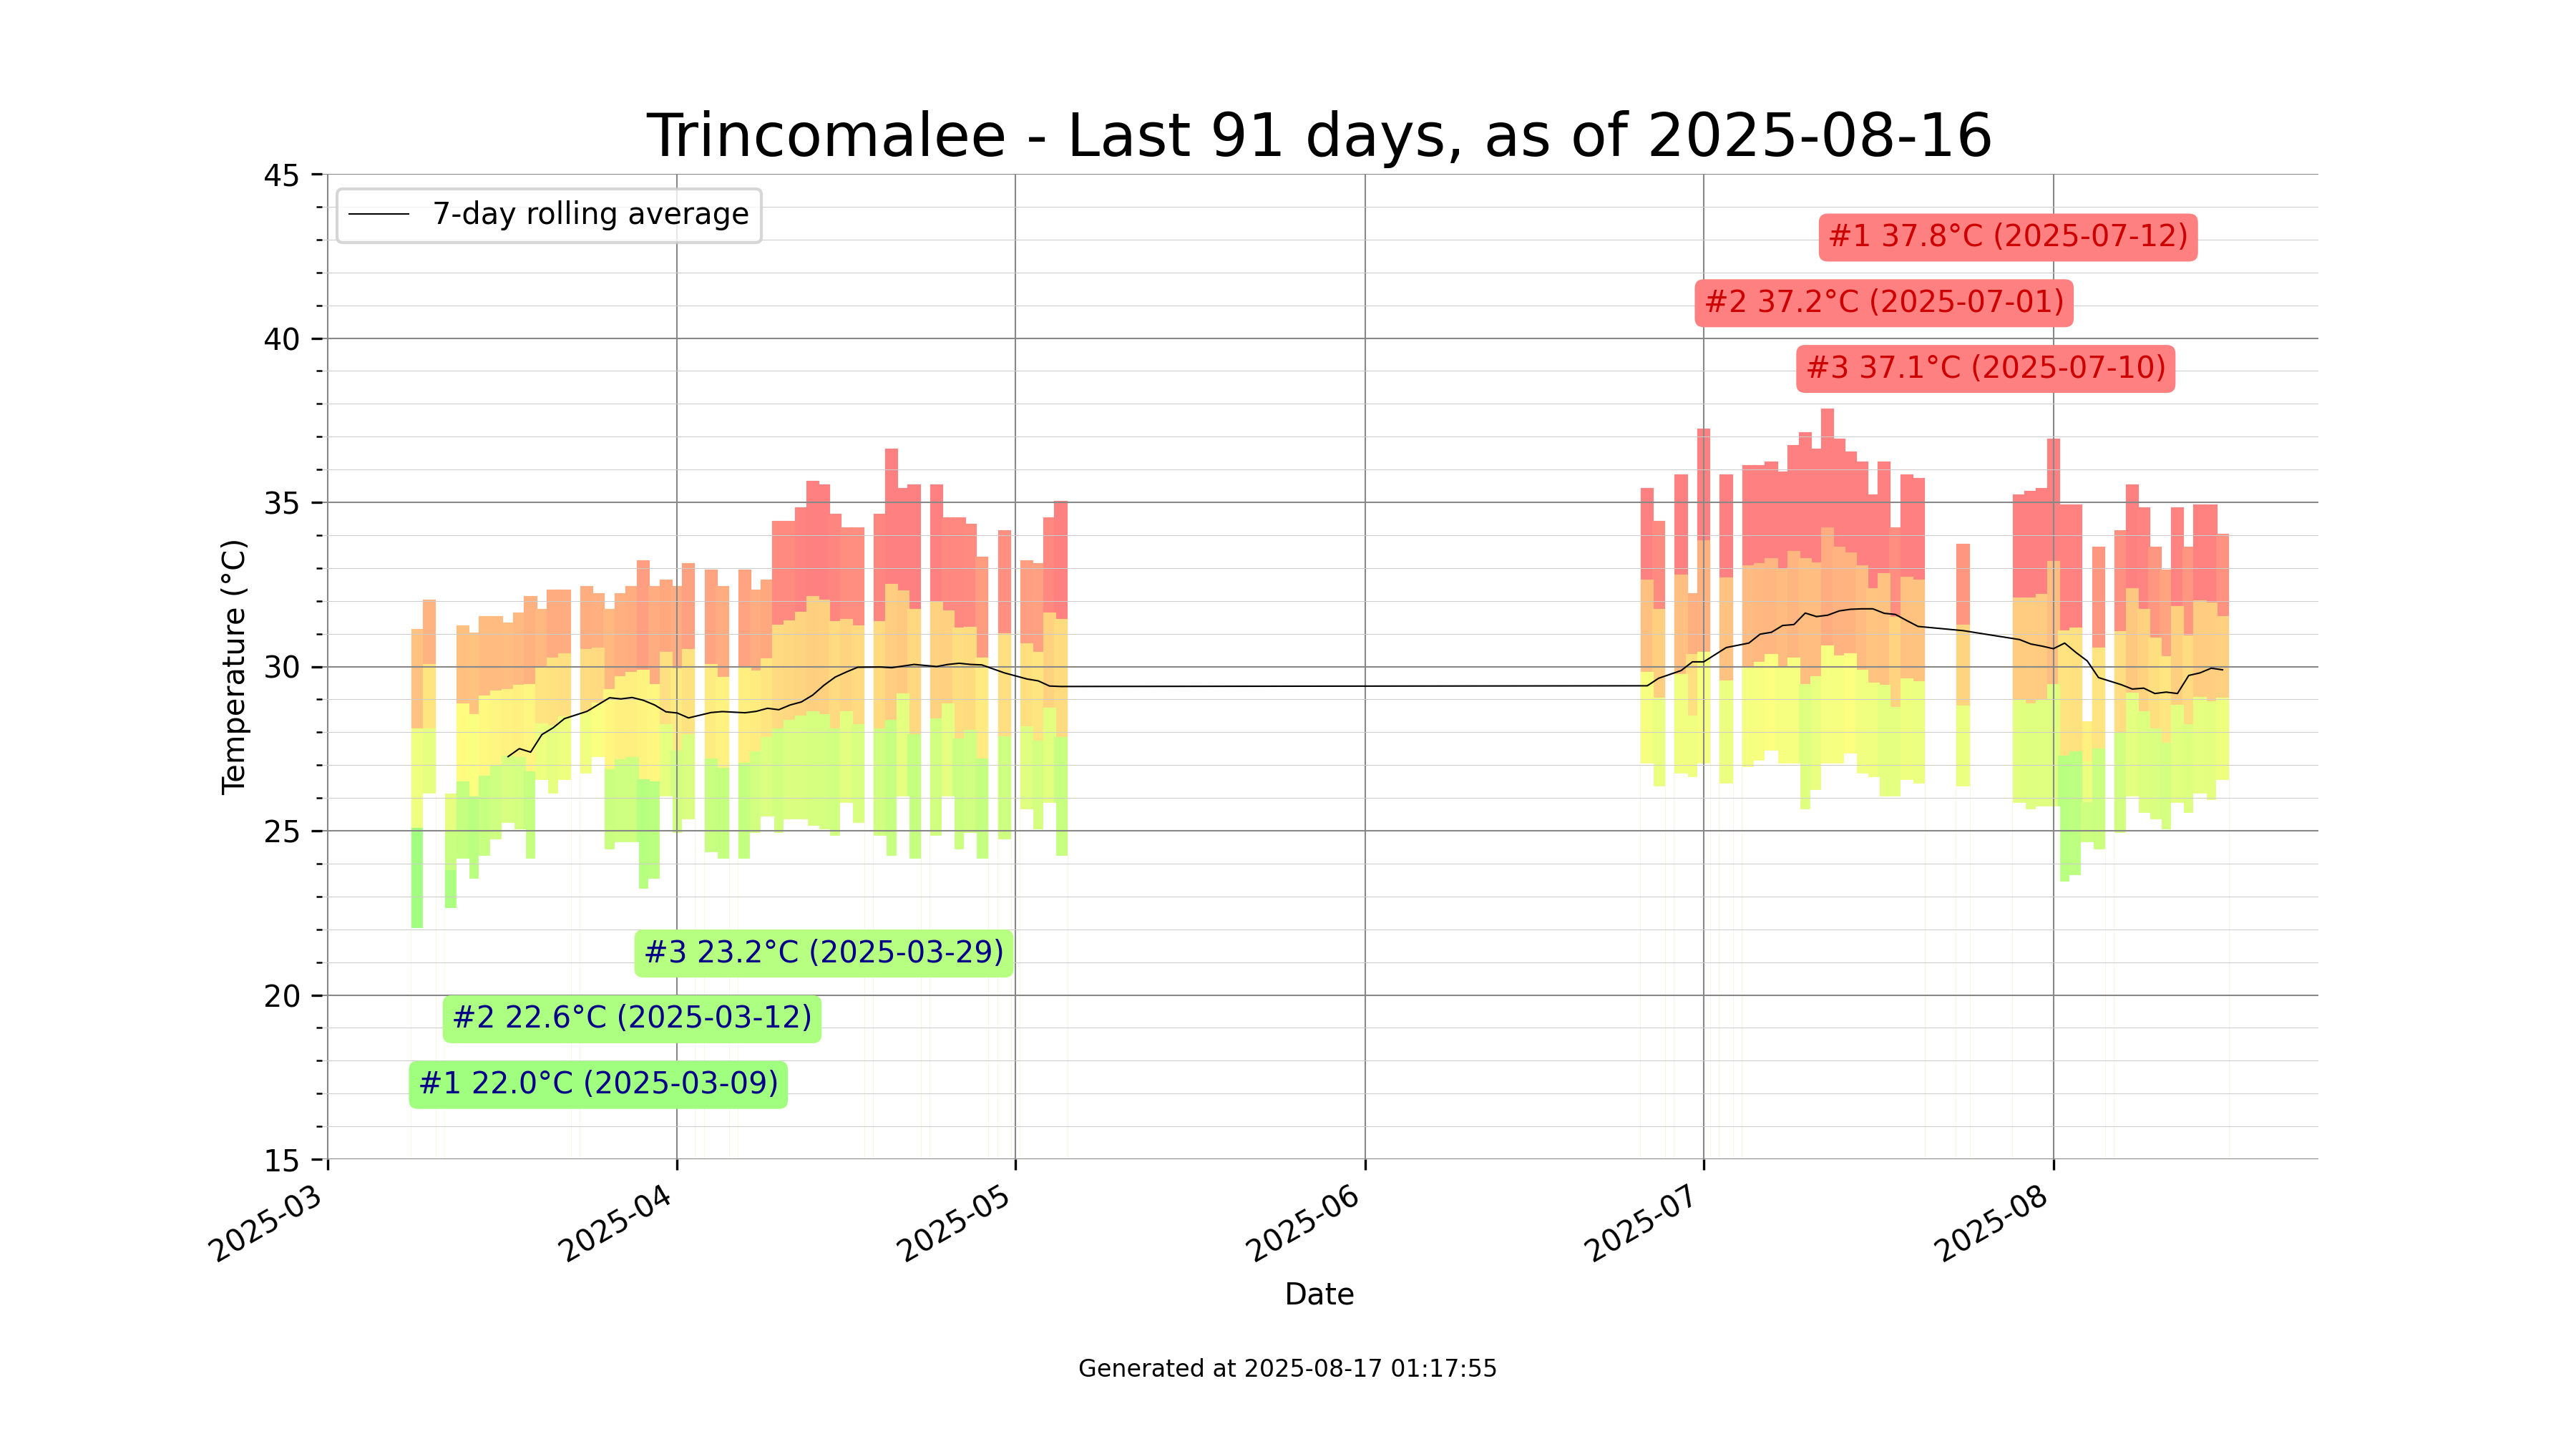 Trincomalee - Last 91 days, as of 2025-08-16
45
7-day rolling average
#1 37.8°C (2025-07-12)
#2 37.2°C (2025-07-01)
40
#3 37.1°C (2025-07-10)
35
Temperature (°C)
30
25
#3 23.2°C (2025-03-29)
20
#2 22.6°C (2025-03-12)
#1 22.0°C (2025-03-09)
15
2025-03
2025-04
2025-05
2025-06
2025-07
2025-08
Date
Generated at 2025-08-17 01:17:55